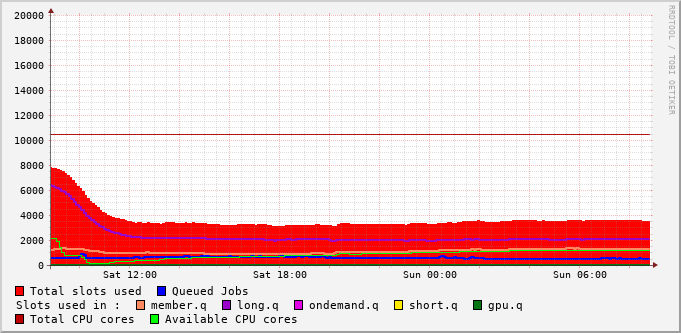 RRDTOOL / TOBI OETIKER
20000
18000
16000
14000
12000
10000
8000
6000
4000
2000
0
Sat 12:00 Sat 18:00 Sun 00:00 Sun 06:00
Total slots used Queued Jobs
Slots used in : member.q long.q ondemand.q short.q gpu.q
Total CPU cores Available CPU cores